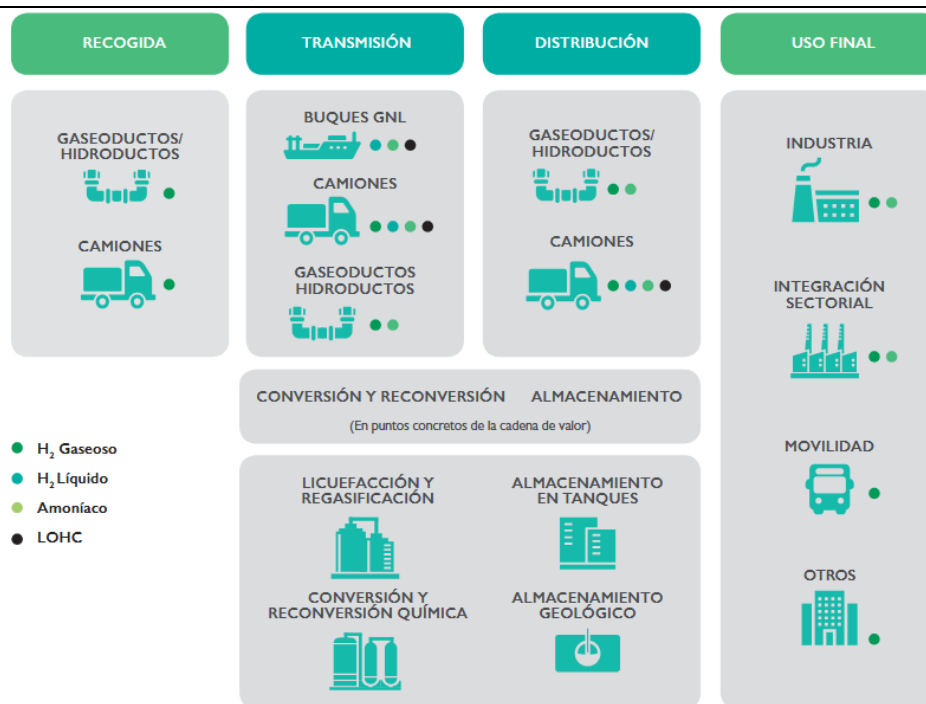 RECOGIDA
TRANSMISIÓN
DISTRIBUCIÓN
USO FINAL
GASEODUCTOS/
HIDRODUCTOS
CAMIONES
BUQUES GNL
CAMIONES
GASEODUCTOS
HIDRODUCTOS
GASEODUCTOS/
HIDRODUCTOS
CAMIONES
INDUSTRIA
INTEGRACIÓN
SECTORIAL
MOVILIDAD
OTROS
CONVERSIÓN Y RECONVERSIÓN
ALMACENAMIENTO
(En puntos concretos de la cadena de valor)
LICUEFACCIÓN Y
REGASIFICACIÓN
ALMACENAMIENTO
EN TANQUES
CONVERSIÓN Y
RECONVERSIÓN QUÍMICA
ALMACENAMIENTO
GEOLÓGICO
H₂ Gaseoso
H₂ Líquido
Amoníaco
LOHC